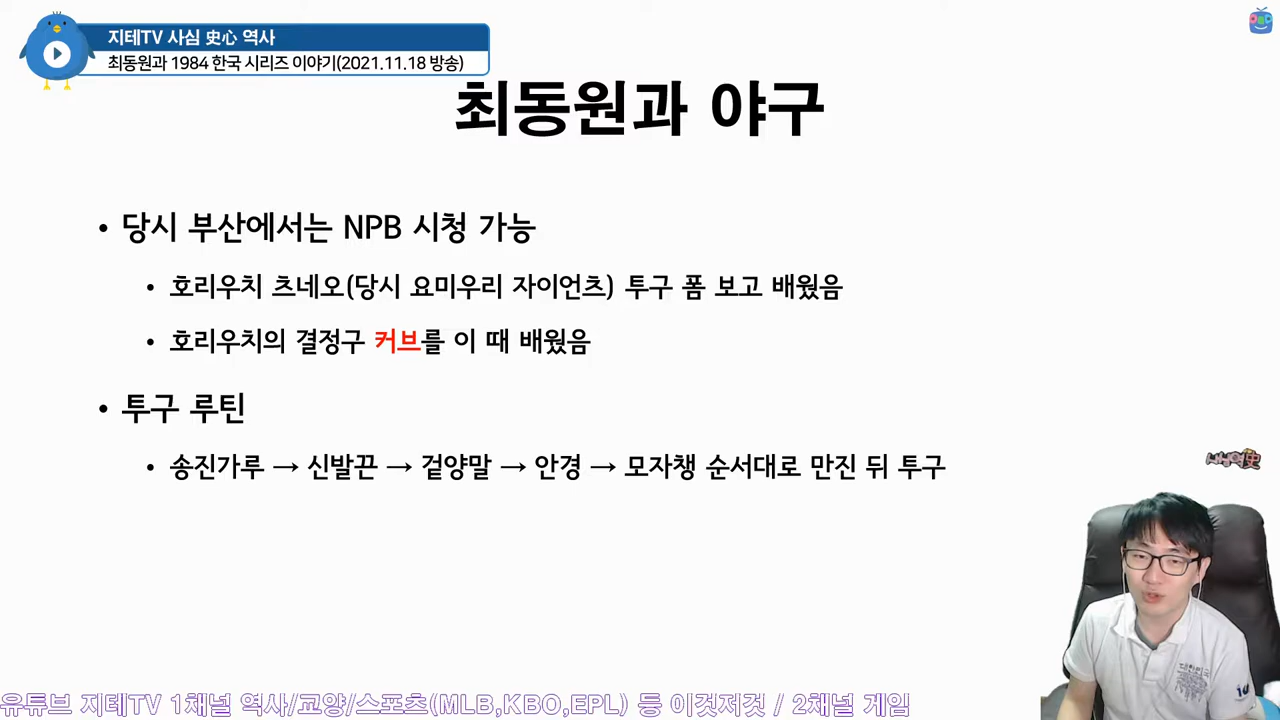 지테TV 사심 史心 역사
최동원과 1984 한국 시리즈 이야기(2021.11.18 방송)
최동원과 야구
• 당시 부산에서는 NPB 시청 가능
• 호리우치 츠네오(당시 요미우리 자이언츠) 투구 폼 보고 배웠음
• 호리우치의 결정구 커브를 이 때 배웠음
• 투구 루틴
• 송진가루 → 신발끈 → 겉양말 → 안경 → 모자챙 순서대로 만진 뒤 투구
대한민국
유튜브 지테TV 1채널 역사/교양/스포츠(MLB,KBO,EPL) 등 이것저것 / 2채널 게임